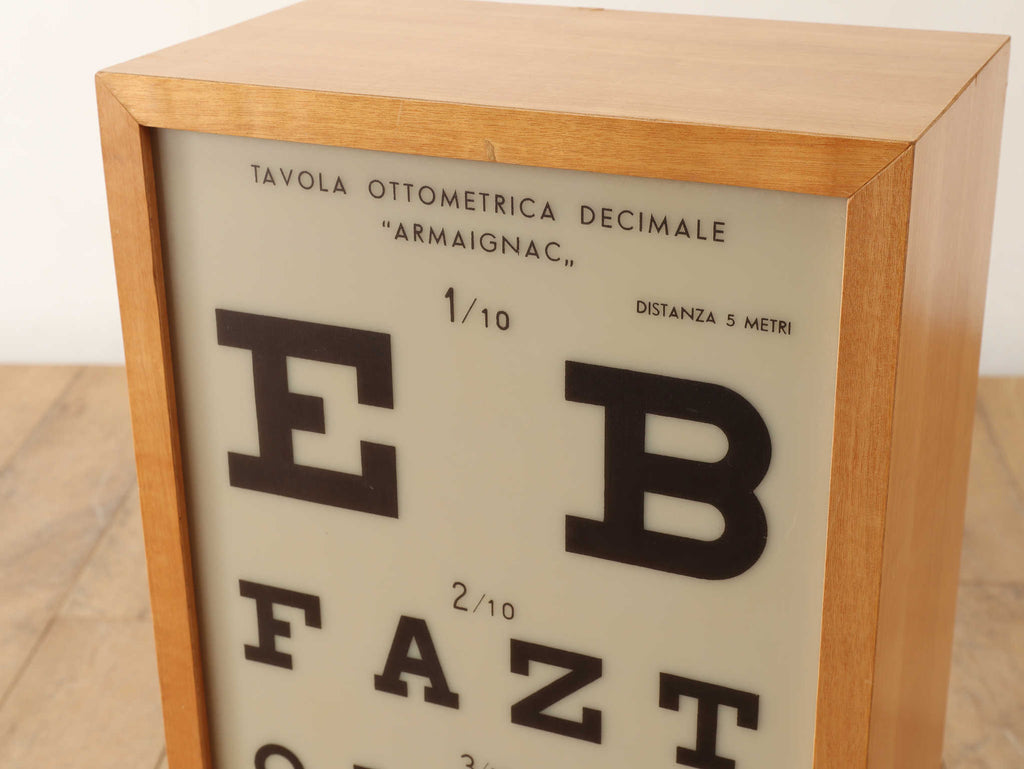 TAVOLA OTTOMETRICA DECIMALE
“ARMAIGNAC„
1/10
DISTANZA 5 METRI
E B
2/10
F A Z T